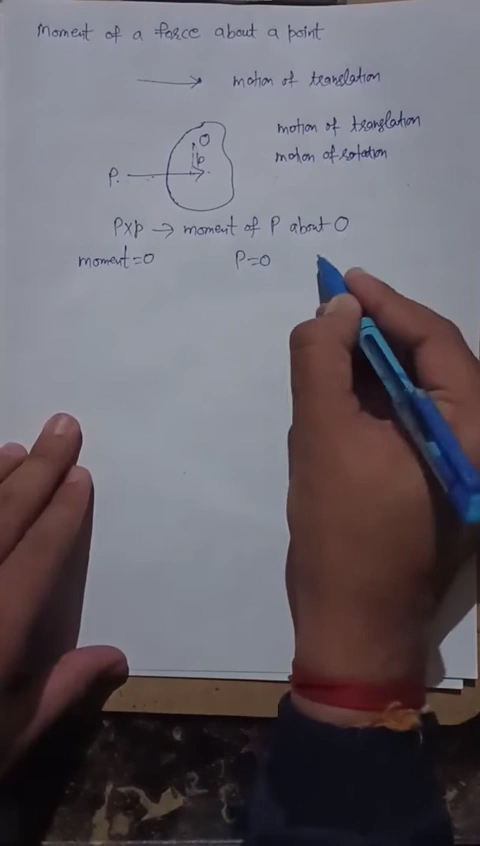 Moment of a force about a point
motion of translation
O
motion of translation
p
motion of rotation
P
P×p → moment of P about O
moment=0 P=0